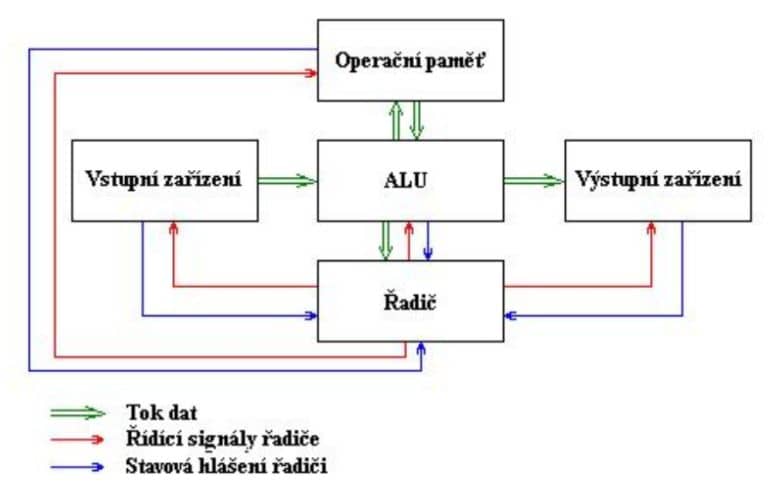 Operační paměť
Vstupní zařízení
ALU
Výstupní zařízení
Řadič
Tok dat
Řídící signály řadiče
Stavová hlášení řadiči